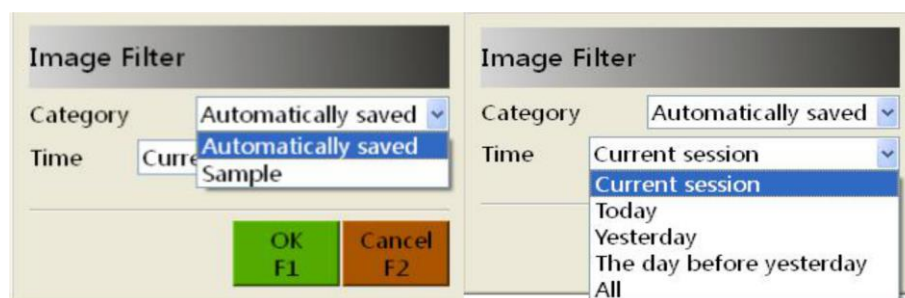 Image Filter
Category Automatically saved
Automatically saved
Time Curre
Sample
OK
F1
Cancel
F2
Image Filter
Category Automatically saved
Time Current session
Current session
Today
Yesterday
The day before yesterday
All